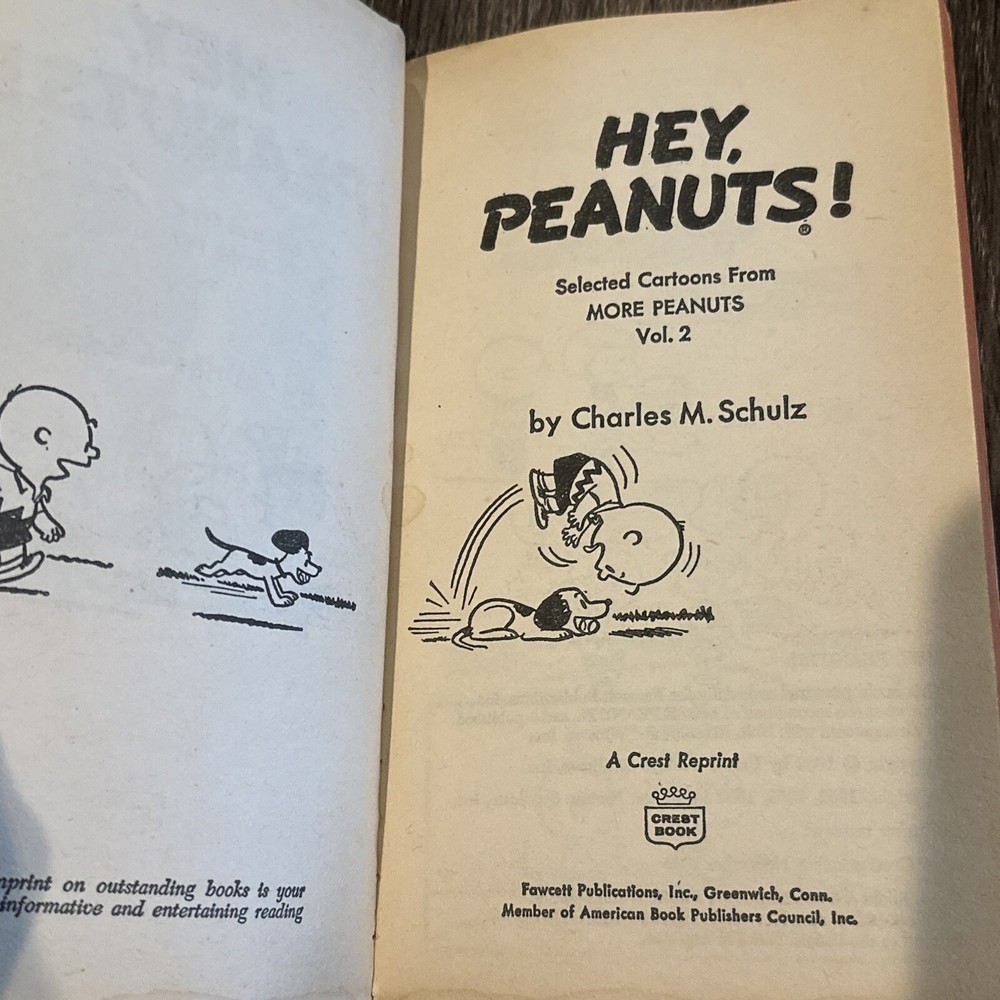 print on outstanding books is your
informative and entertaining reading
HEY,
PEANUTS!
®
Selected Cartoons From
MORE PEANUTS
Vol. 2
by Charles M. Schulz
A Crest Reprint
CREST
BOOK
Fawcett Publications, Inc., Greenwich, Conn.
Member of American Book Publishers Council, Inc.